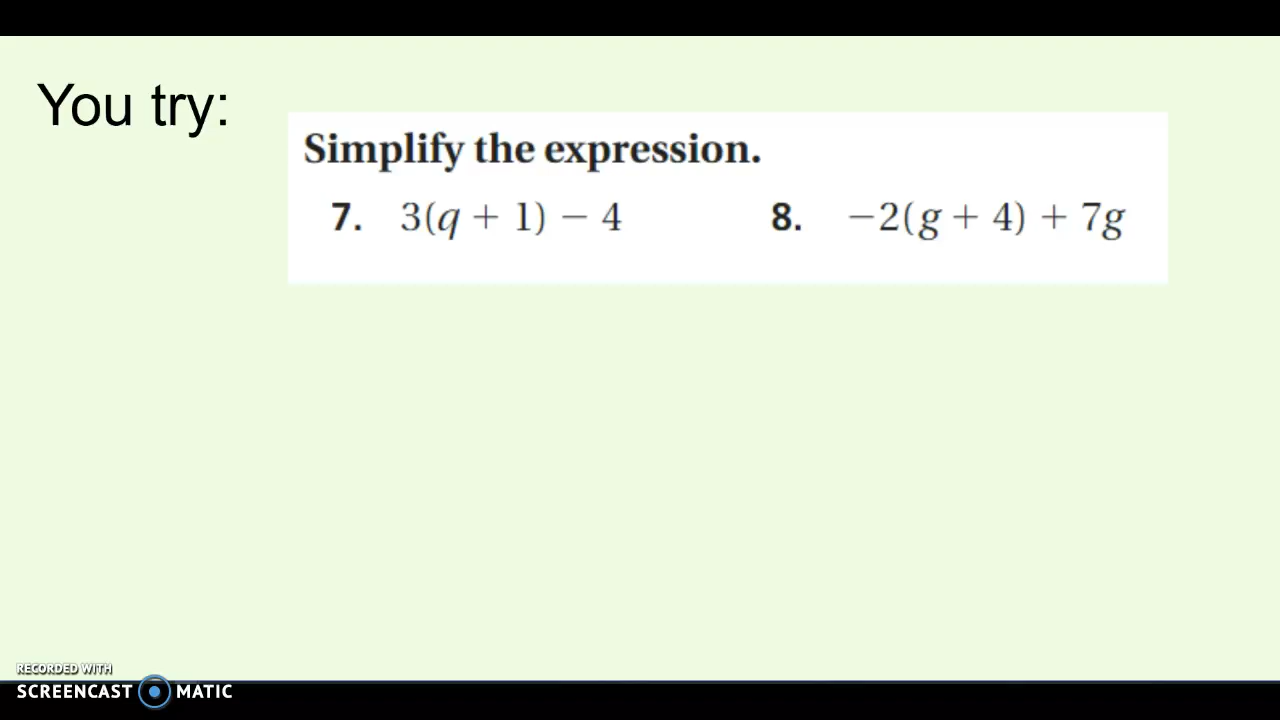 You try:
Simplify the expression.
7. 3(q + 1) − 4 8. −2(g + 4) + 7g
RECORDED WITH
SCREENCAST MATIC